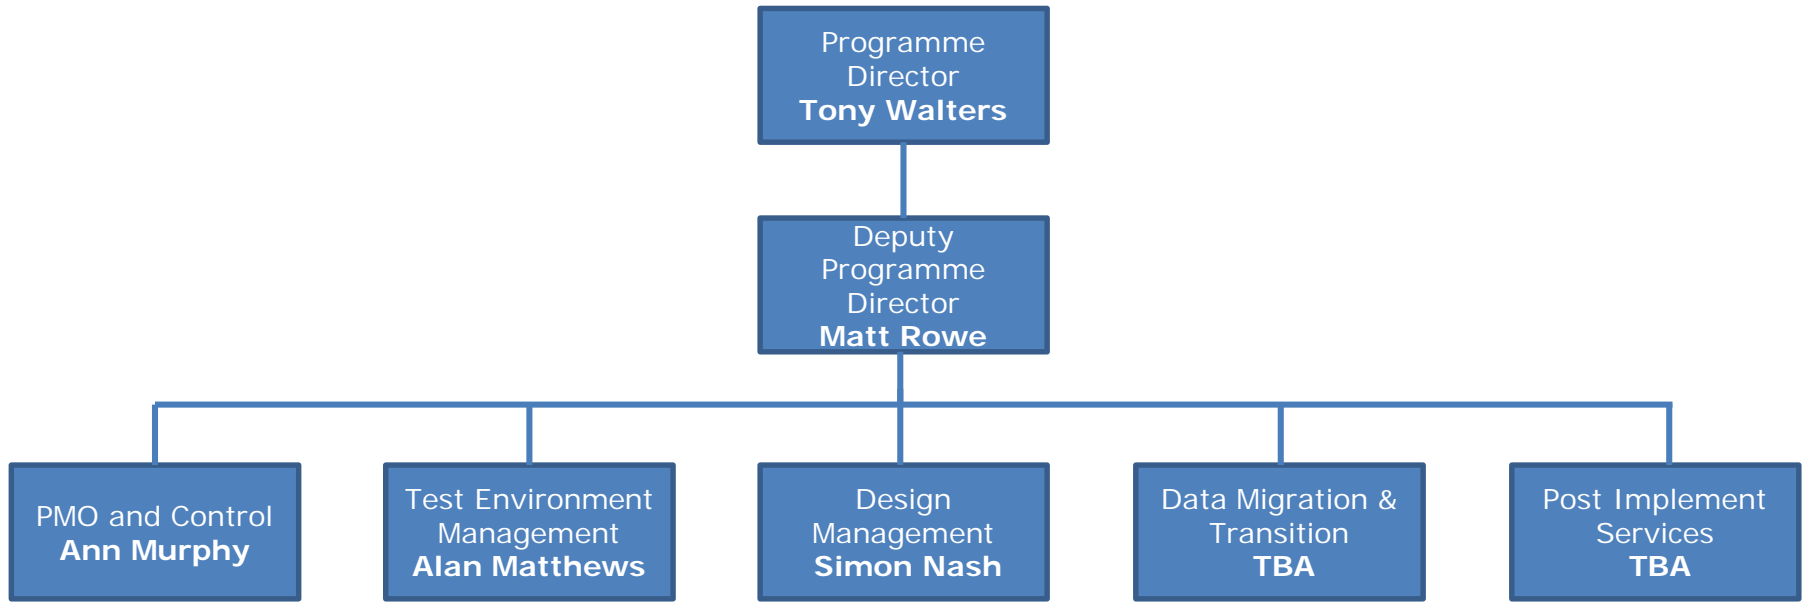 Programme
Director
Tony Walters
Deputy
Programme
Director
Matt Rowe
PMO and Control
Ann Murphy
Test Environment
Management
Alan Matthews
Design
Management
Simon Nash
Data Migration &
Transition
TBA
Post Implement
Services
TBA